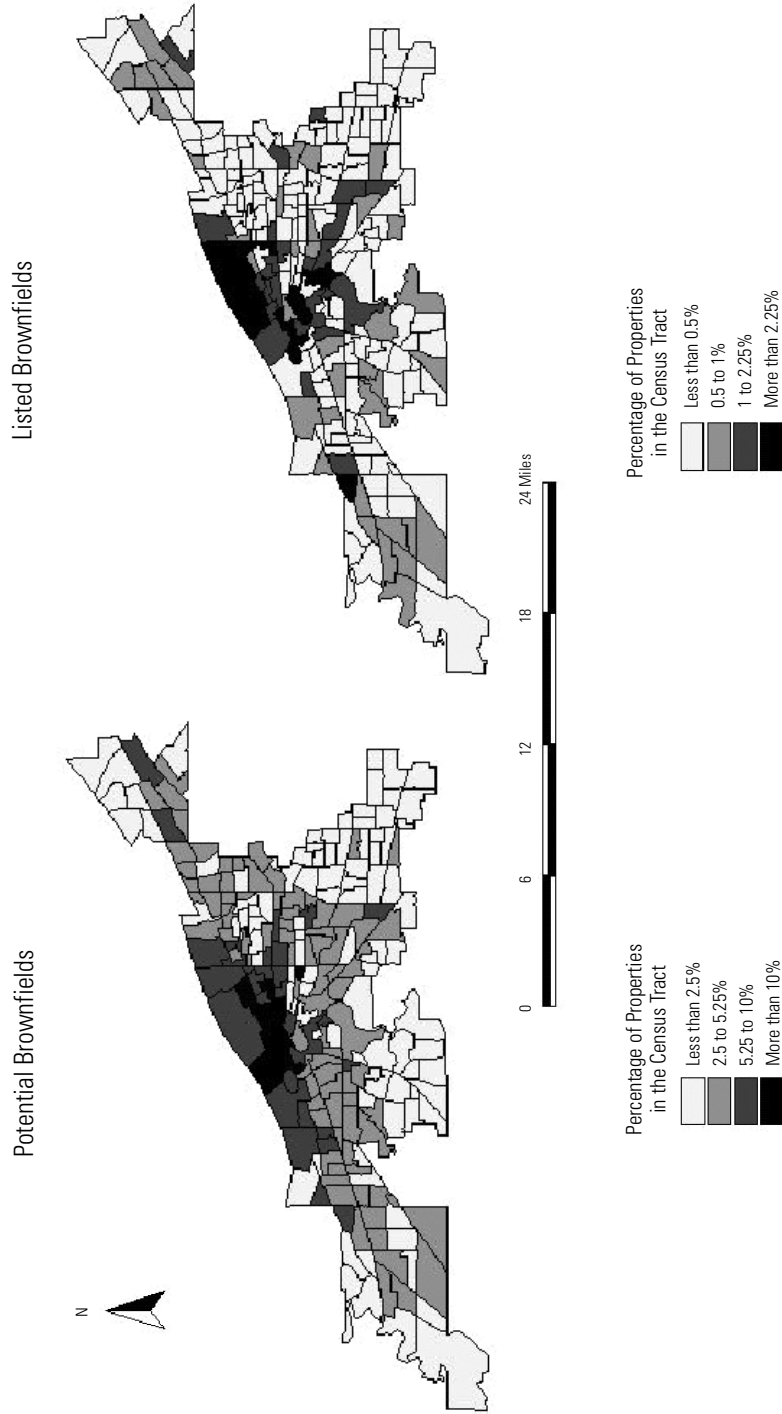 Potential Brownfields
Listed Brownfields
N
0
6
12
18
24 Miles
Percentage of Properties
in the Census Tract
Less than 2.5%
2.5 to 5.25%
5.25 to 10%
More than 10%
Percentage of Properties
in the Census Tract
Less than 0.5%
0.5 to 1%
1 to 2.25%
More than 2.25%